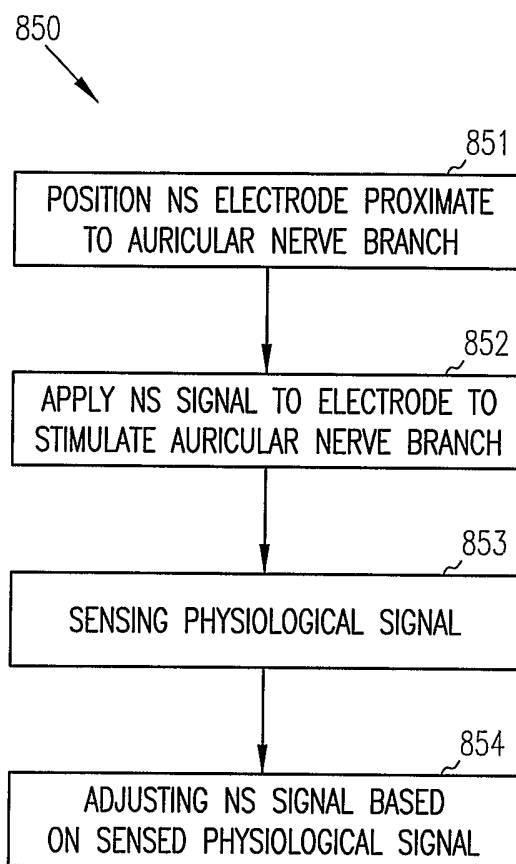 850
851
POSITION NS ELECTRODE PROXIMATE
TO AURICULAR NERVE BRANCH
852
APPLY NS SIGNAL TO ELECTRODE TO
STIMULATE AURICULAR NERVE BRANCH
853
SENSING PHYSIOLOGICAL SIGNAL
854
ADJUSTING NS SIGNAL BASED
ON SENSED PHYSIOLOGICAL SIGNAL